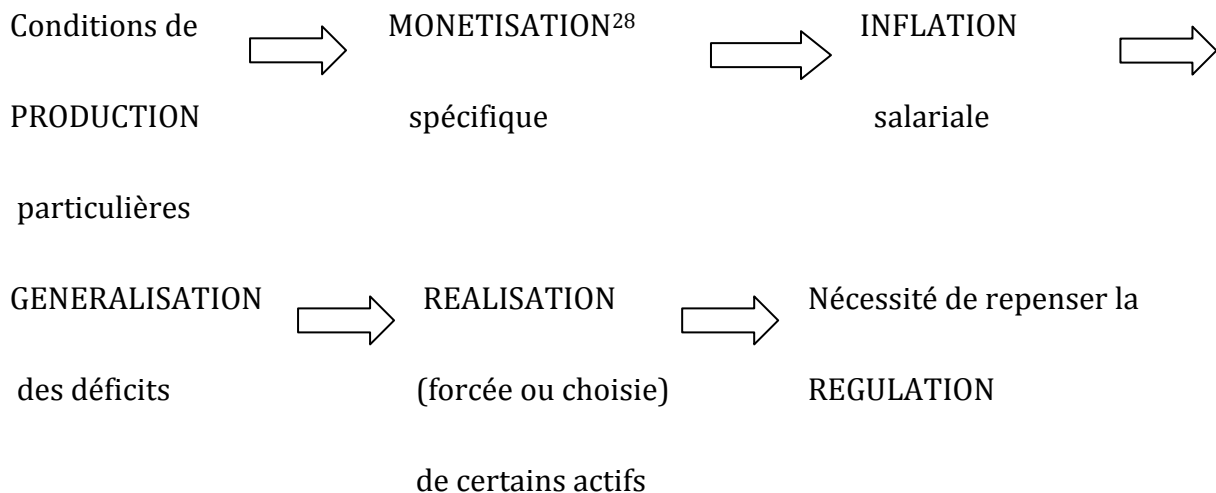 Conditions de MONETISATION²⁸ INFLATION
PRODUCTION spécifique salariale
particulières
GENERALISATION REALISATION Nécessité de repenser la
des déficits (forcée ou choisie) REGULATION
de certains actifs